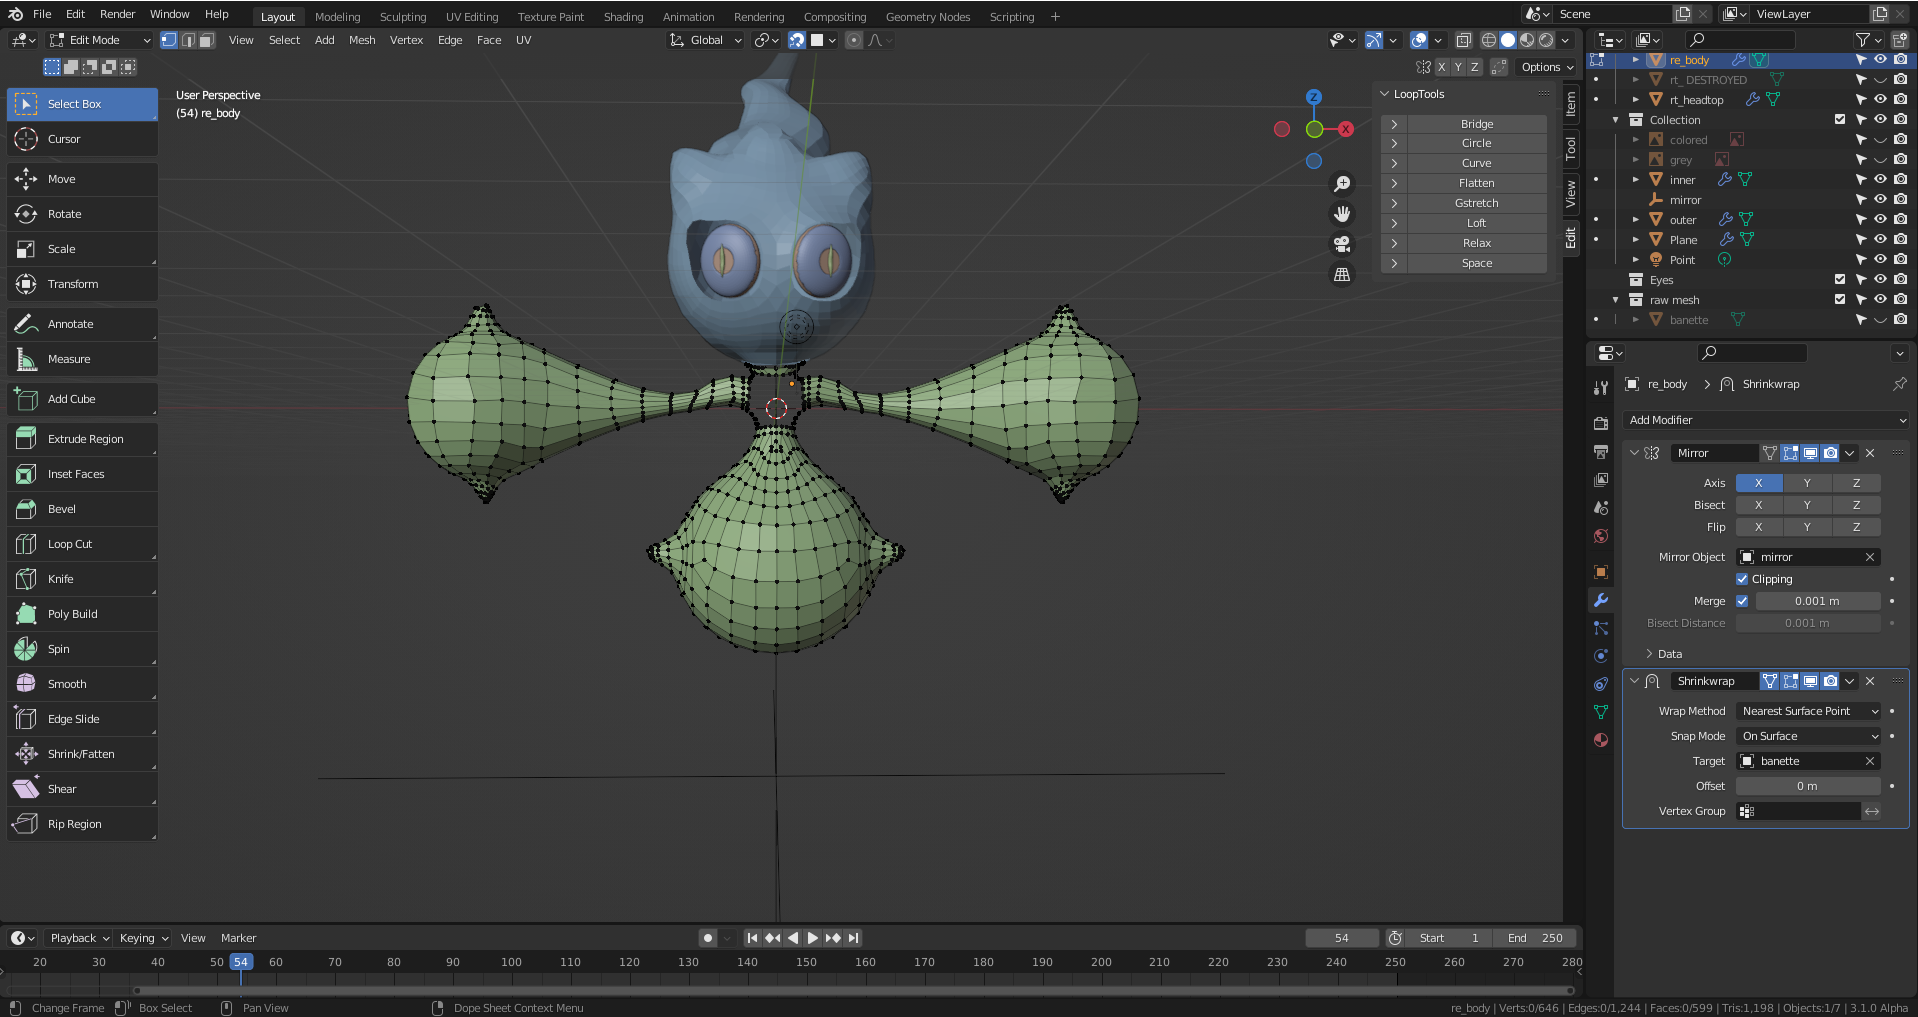 File Edit Render Window Help Layout Modeling Sculpting UV Editing Texture Paint Shading Animation Rendering Compositing Geometry Nodes Scripting + Scene ViewLayer
Edit Mode View Select Add Mesh Vertex Edge Face UV Global
X Y Z Options
Select Box
Cursor
Move
Rotate
Scale
Transform
Annotate
Measure
Add Cube
Extrude Region
Inset Faces
Bevel
Loop Cut
Knife
Poly Build
Spin
Smooth
Edge Slide
Shrink/Fatten
Shear
Rip Region
User Perspective
(54) re_body
Z
X
LoopTools
Bridge
Circle
Curve
Flatten
Gstretch
Loft
Relax
Space
Item
Tool
View
Edit
re_body
rt_DESTROYED
rt_headtop
Collection
colored
grey
inner
mirror
outer
Plane
Point
Eyes
raw mesh
banette
re_body Shrinkwrap
Add Modifier
Mirror
Axis X Y Z
Bisect X Y Z
Flip X Y Z
Mirror Object mirror
Clipping
Merge 0.001 m
Bisect Distance 0.001 m
Data
Shrinkwrap
Wrap Method Nearest Surface Point
Snap Mode On Surface
Target banette
Offset 0 m
Vertex Group
Playback Keying View Marker 54 Start 1 End 250
20 30 40 50 54 60 70 80 90 100 110 120 130 140 150 160 170 180 190 200 210 220 230 240 250 260 270 280
Change Frame Box Select Pan View Dope Sheet Context Menu re_body | Verts:0/646 | Edges:0/1,244 | Faces:0/599 | Tris:1,198 | Objects:1/7 | 3.1.0 Alpha